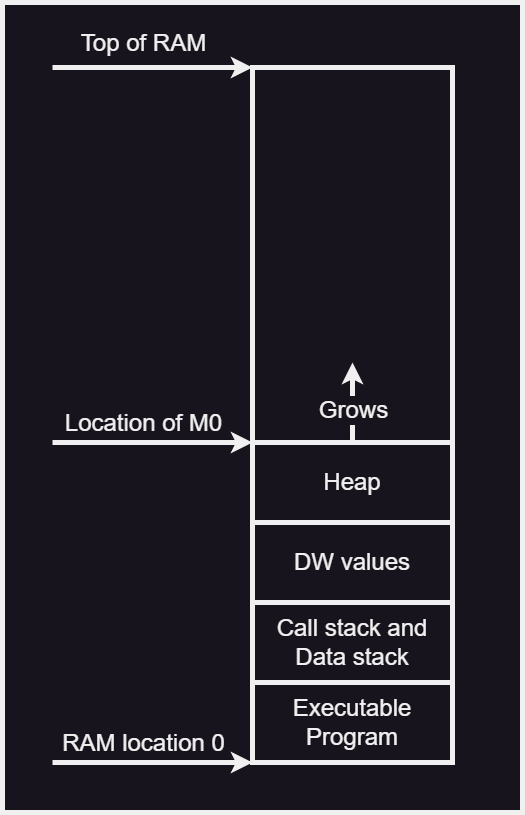 Top of RAM
Grows
Location of M0
Heap
DW values
Call stack and
Data stack
Executable
Program
RAM location 0